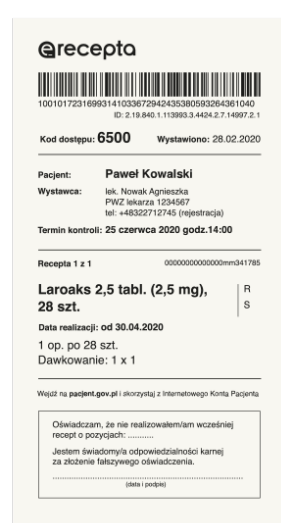 erecepta
10010172316993141033672942435380593264361040
ID: 2.19.840.1.113993.3.4424.2.7.14997.2.1
Kod dostępu: 6500 Wystawiono: 28.02.2020
Pacjent: Paweł Kowalski
Wystawca: lek. Nowak Agnieszka
PWZ lekarza 1234567
tel: +48322712745 (rejestracja)
Termin kontroli: 25 czerwca 2020 godz.14:00
Recepta 1 z 1 00000000000000mm341785
Laroaks 2,5 tabl. (2,5 mg), R
28 szt. S
Data realizacji: od 30.04.2020
1 op. po 28 szt.
Dawkowanie: 1 x 1
Wejdź na pacjent.gov.pl i skorzystaj z Internetowego Konta Pacjenta
Oświadczam, że nie realizowałem/am wcześniej
recept o pozycjach: ...........
Jestem świadomy/a odpowiedzialności karnej
za złożenie fałszywego oświadczenia.
(data i podpis)